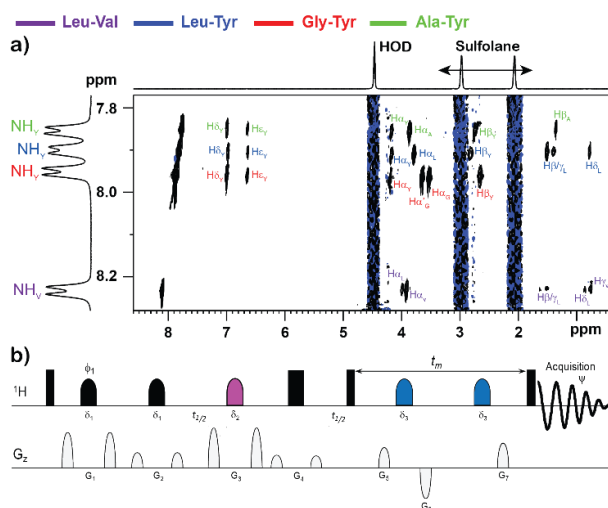 Leu-Val Leu-Tyr Gly-Tyr Ala-Tyr
a)
HOD Sulfolane
ppm
7.8
8.0
8.2
NHY
NHY
NHY
NHV
HδY HεY HαY HαA HβY HβA
HδY HεY HαY HαL HβY Hβ/γL HδL
HδY HεY HαY HαG HαG HβY
HαL HαV Hβ/γL HδL HγV
8 7 6 5 4 3 2 ppm
b)
¹H
ϕ1
tm
Acquisition
ψ
δ1 δ1 t1/2 δ2 t1/2 δ3 δ3
Gz
G1 G2 G3 G4 G5 G7